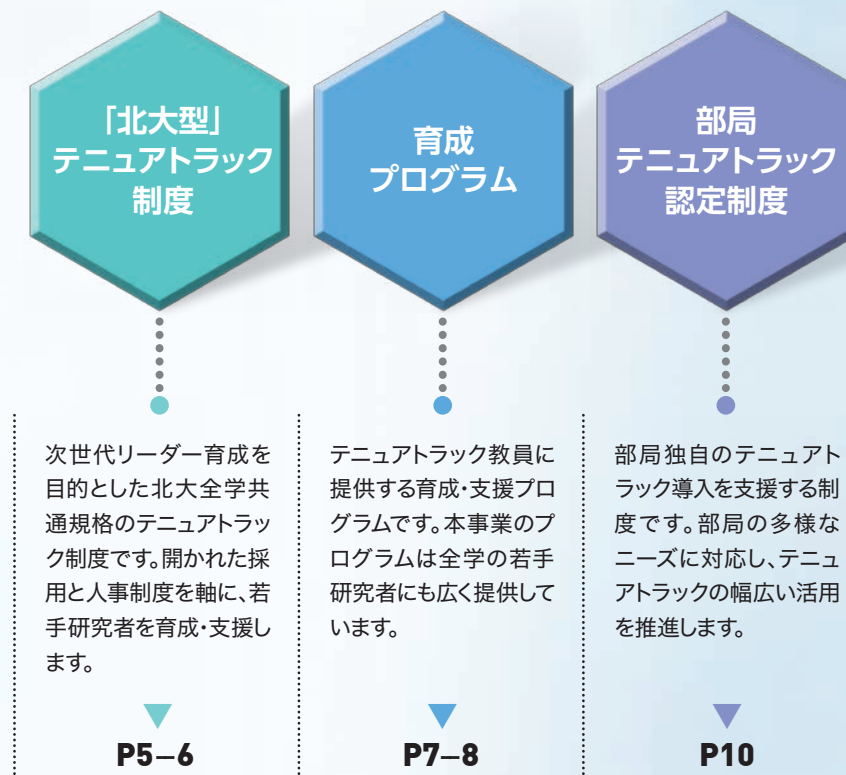 「北大型」
テニュアトラック
制度
次世代リーダー育成を
目的とした北大全学共
通規格のテニュアトラッ
ク制度です。開かれた採
用と人事制度を軸に、若
手研究者を育成・支援し
ます。
P5–6
育成
プログラム
テニュアトラック教員に
提供する育成・支援プロ
グラムです。本事業のプ
ログラムは全学の若手
研究者にも広く提供して
います。
P7–8
部局
テニュアトラック
認定制度
部局独自のテニュアト
ラック導入を支援する制
度です。部局の多様な
ニーズに対応し、テニュ
アトラックの幅広い活用
を推進します。
P10